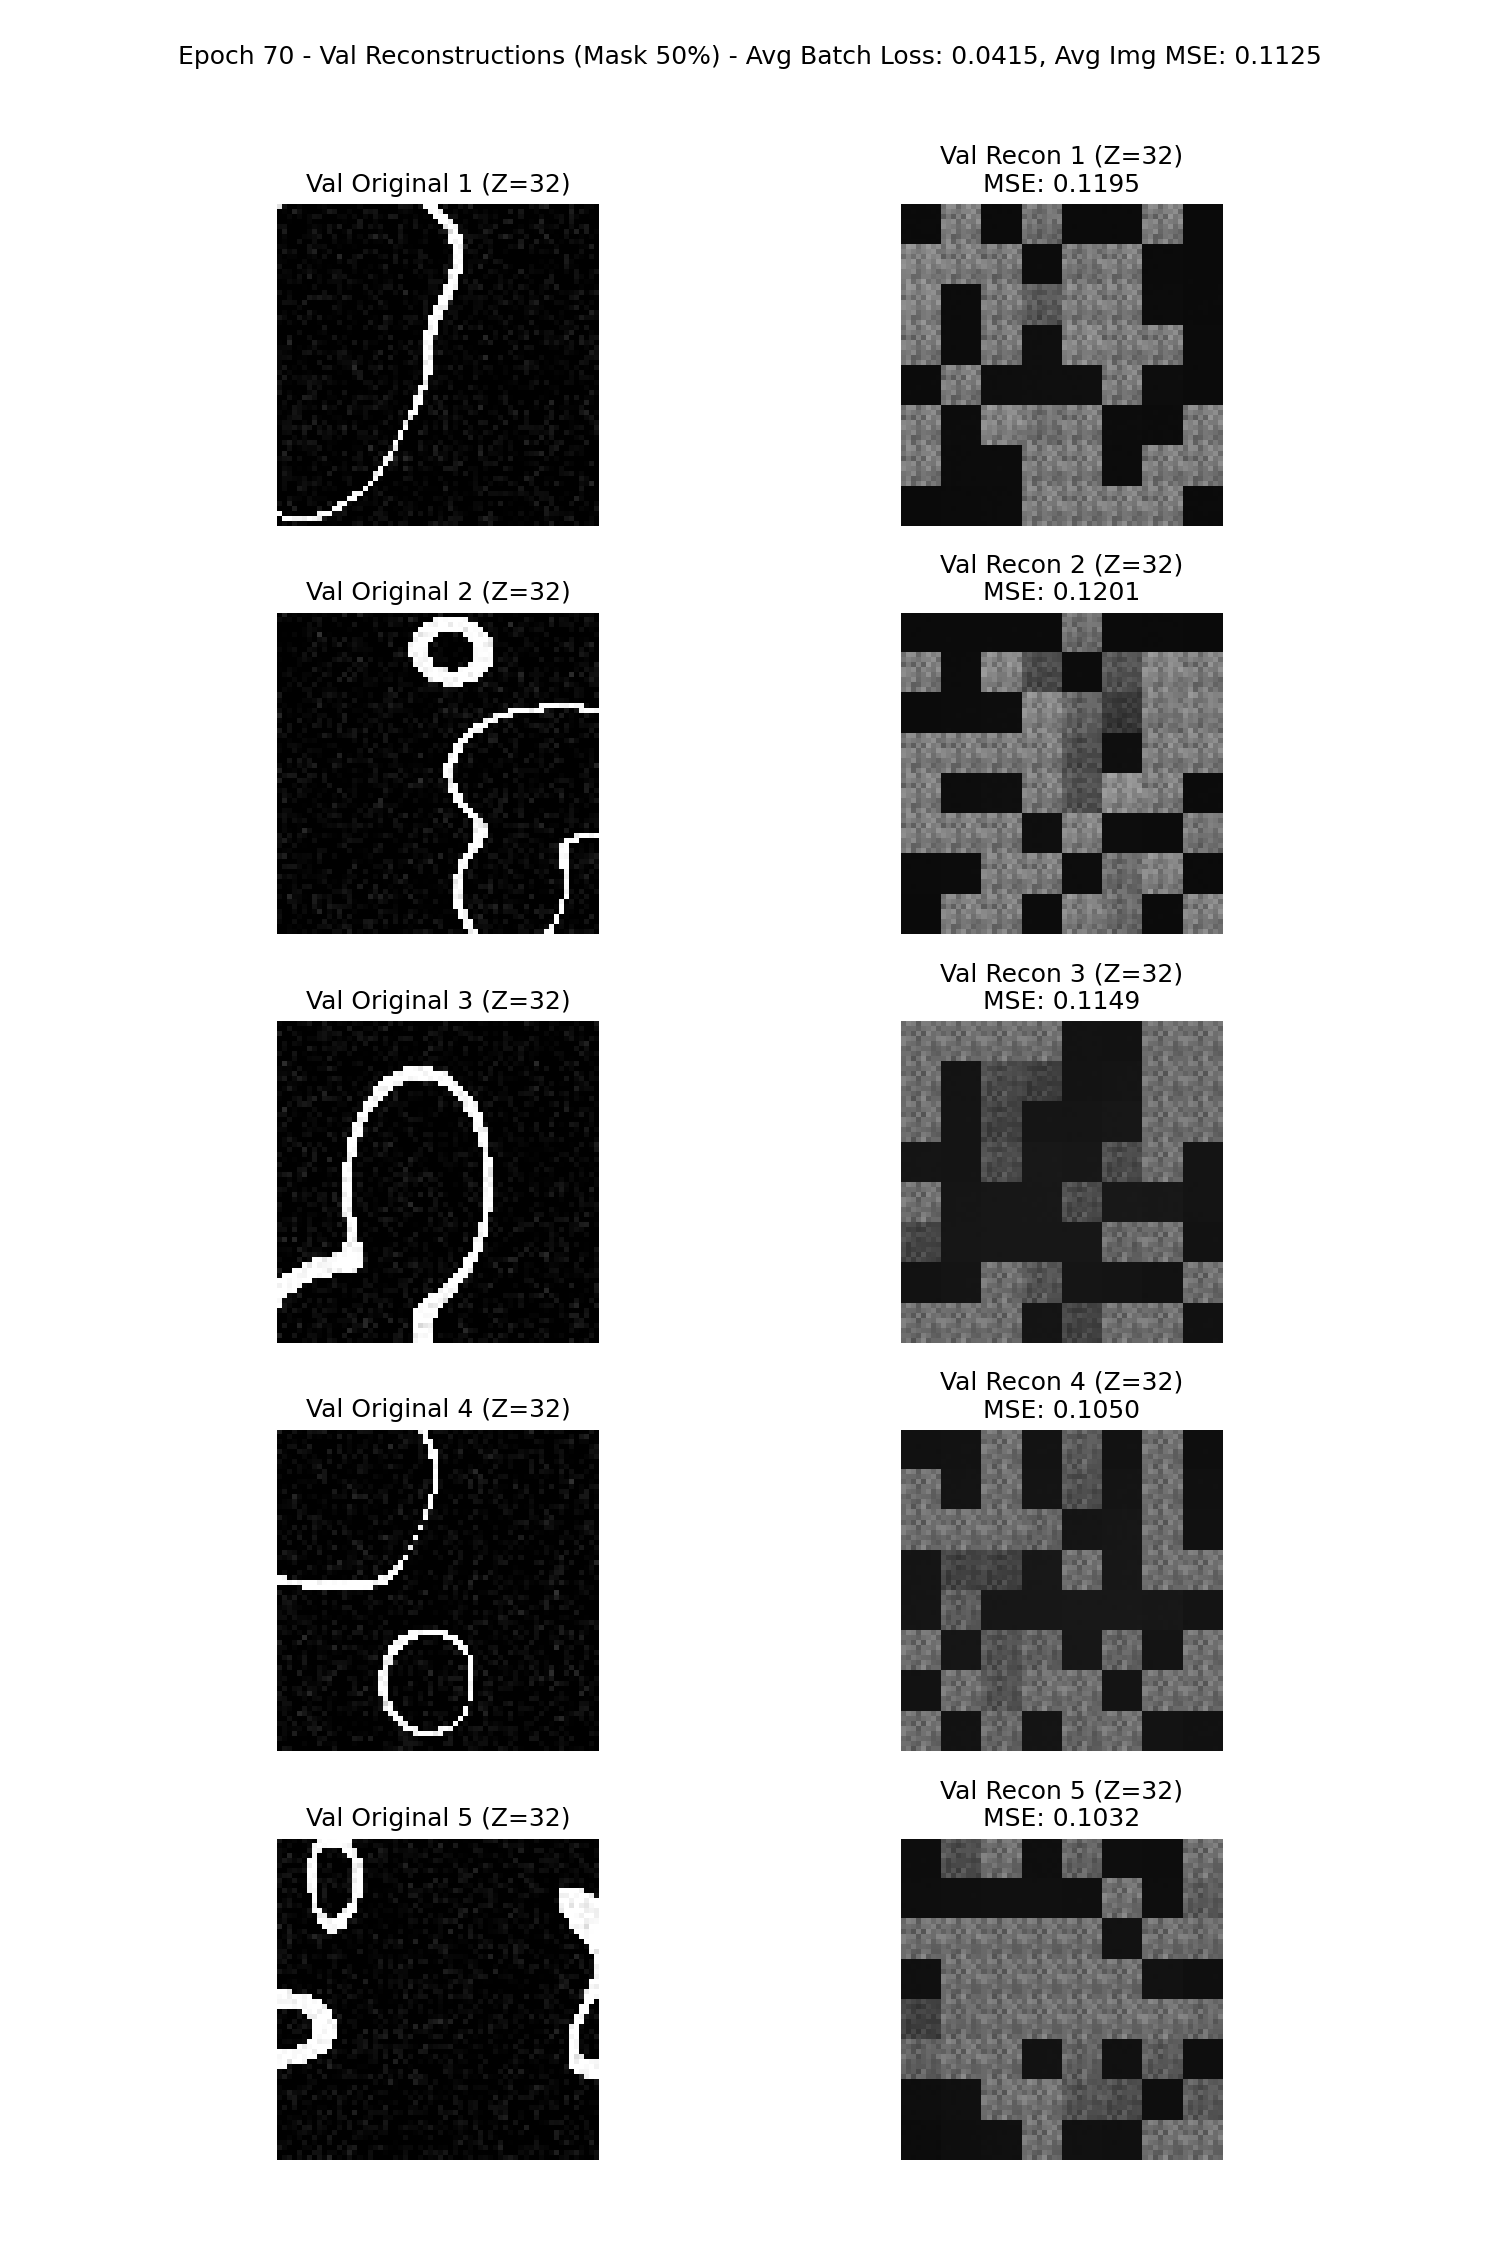 Epoch 70 - Val Reconstructions (Mask 50%) - Avg Batch Loss: 0.0415, Avg Img MSE: 0.1125
Val Original 1 (Z=32)
Val Recon 1 (Z=32)
MSE: 0.1195
Val Original 2 (Z=32)
Val Recon 2 (Z=32)
MSE: 0.1201
Val Original 3 (Z=32)
Val Recon 3 (Z=32)
MSE: 0.1149
Val Original 4 (Z=32)
Val Recon 4 (Z=32)
MSE: 0.1050
Val Original 5 (Z=32)
Val Recon 5 (Z=32)
MSE: 0.1032